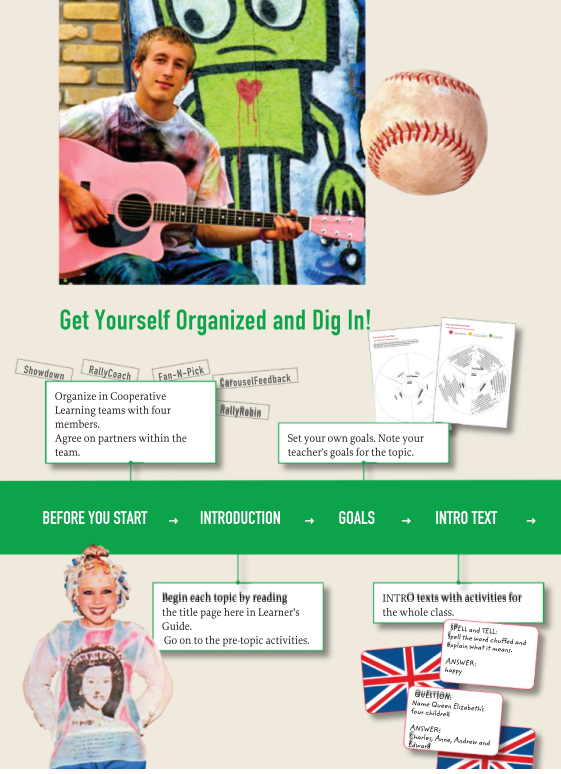 Get Yourself Organized and Dig In!
Showdown
RallyCoach
Fan-N-Pick
CarouselFeedback
RallyRobin
Organize in Cooperative
Learning teams with four
members.
Agree on partners within the
team.
Set your own goals. Note your
teacher's goals for the topic.
BEFORE YOU START → INTRODUCTION → GOALS → INTRO TEXT →
Begin each topic by reading
the title page here in Learner's
Guide.
Go on to the pre-topic activities.
INTRO texts with activities for
the whole class.
SPELL and TELL:
Spell the word chuffed and
Explain what it means.
ANSWER:
happy
QUESTION:
Name Queen Elizabeth's
four children
ANSWER:
Charles, Anne, Andrew and
Edward